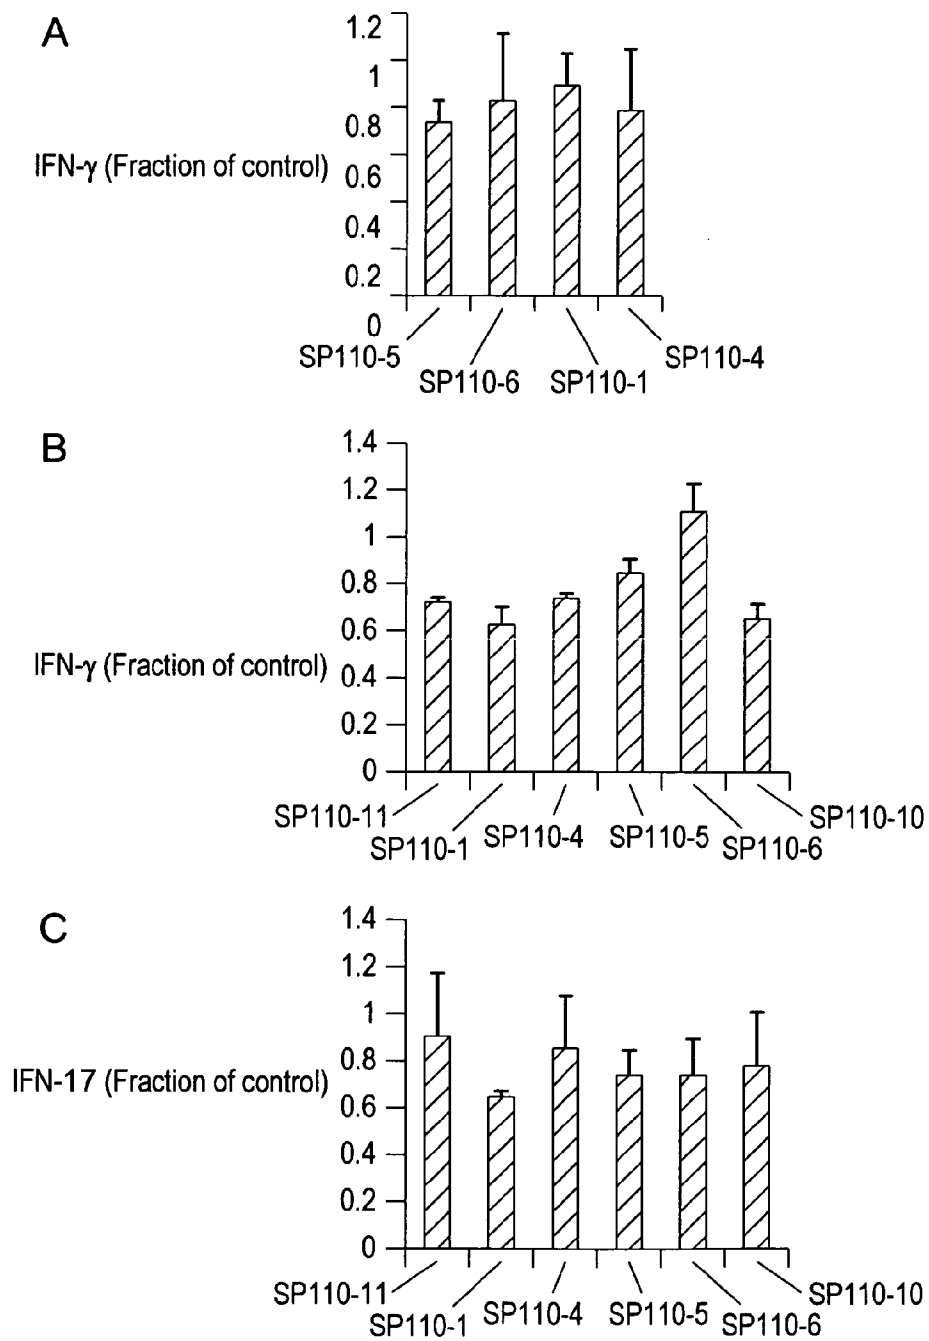 A
1.2
1
0.8
IFN-γ (Fraction of control)
0.6
0.4
0.2
0
SP110-5
SP110-6
SP110-1
SP110-4
B
1.4
1.2
1
0.8
0.6
IFN-γ (Fraction of control)
0.4
0.2
0
SP110-11
SP110-1
SP110-4
SP110-5
SP110-6
SP110-10
C
1.4
1.2
1
0.8
IFN-17 (Fraction of control)
0.6
0.4
0.2
0
SP110-11
SP110-1
SP110-4
SP110-5
SP110-6
SP110-10